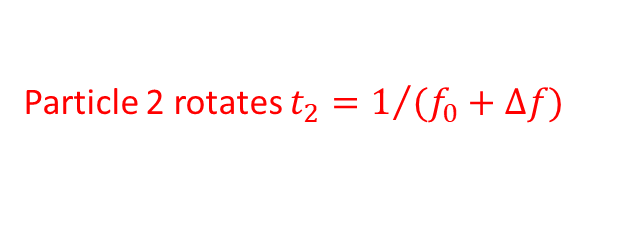 Particle 2 rotates t₂ = 1/(f₀ + Δf)